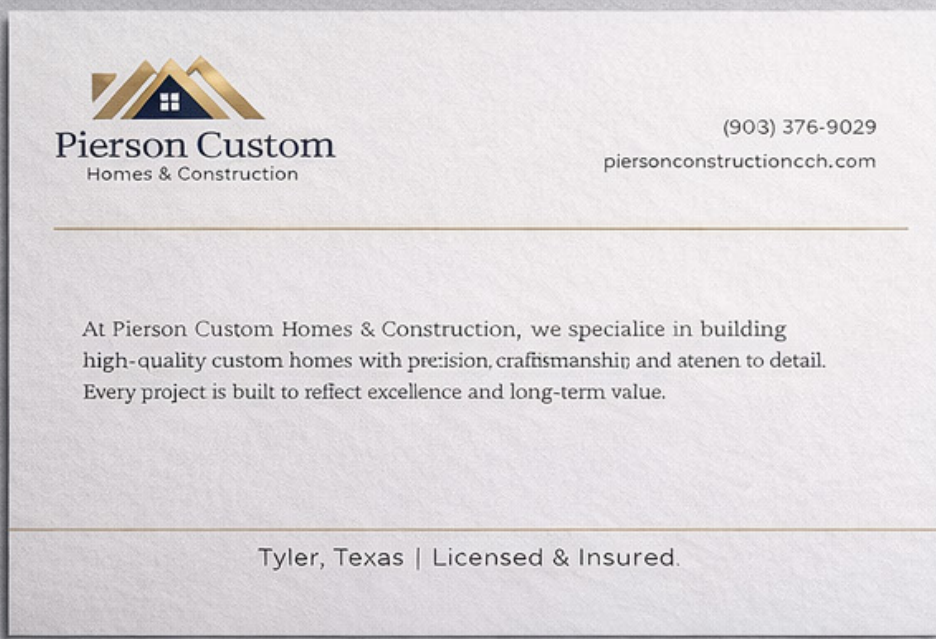 Pierson Custom
Homes & Construction
(903) 376-9029
piersonconstructioncch.com
At Pierson Custom Homes & Construction, we specialite in building
high-quality custom homes with and atenen to detail.
Every project is built to reflect excellence and long-term value.
Tyler, Texas | Licensed & Insured.